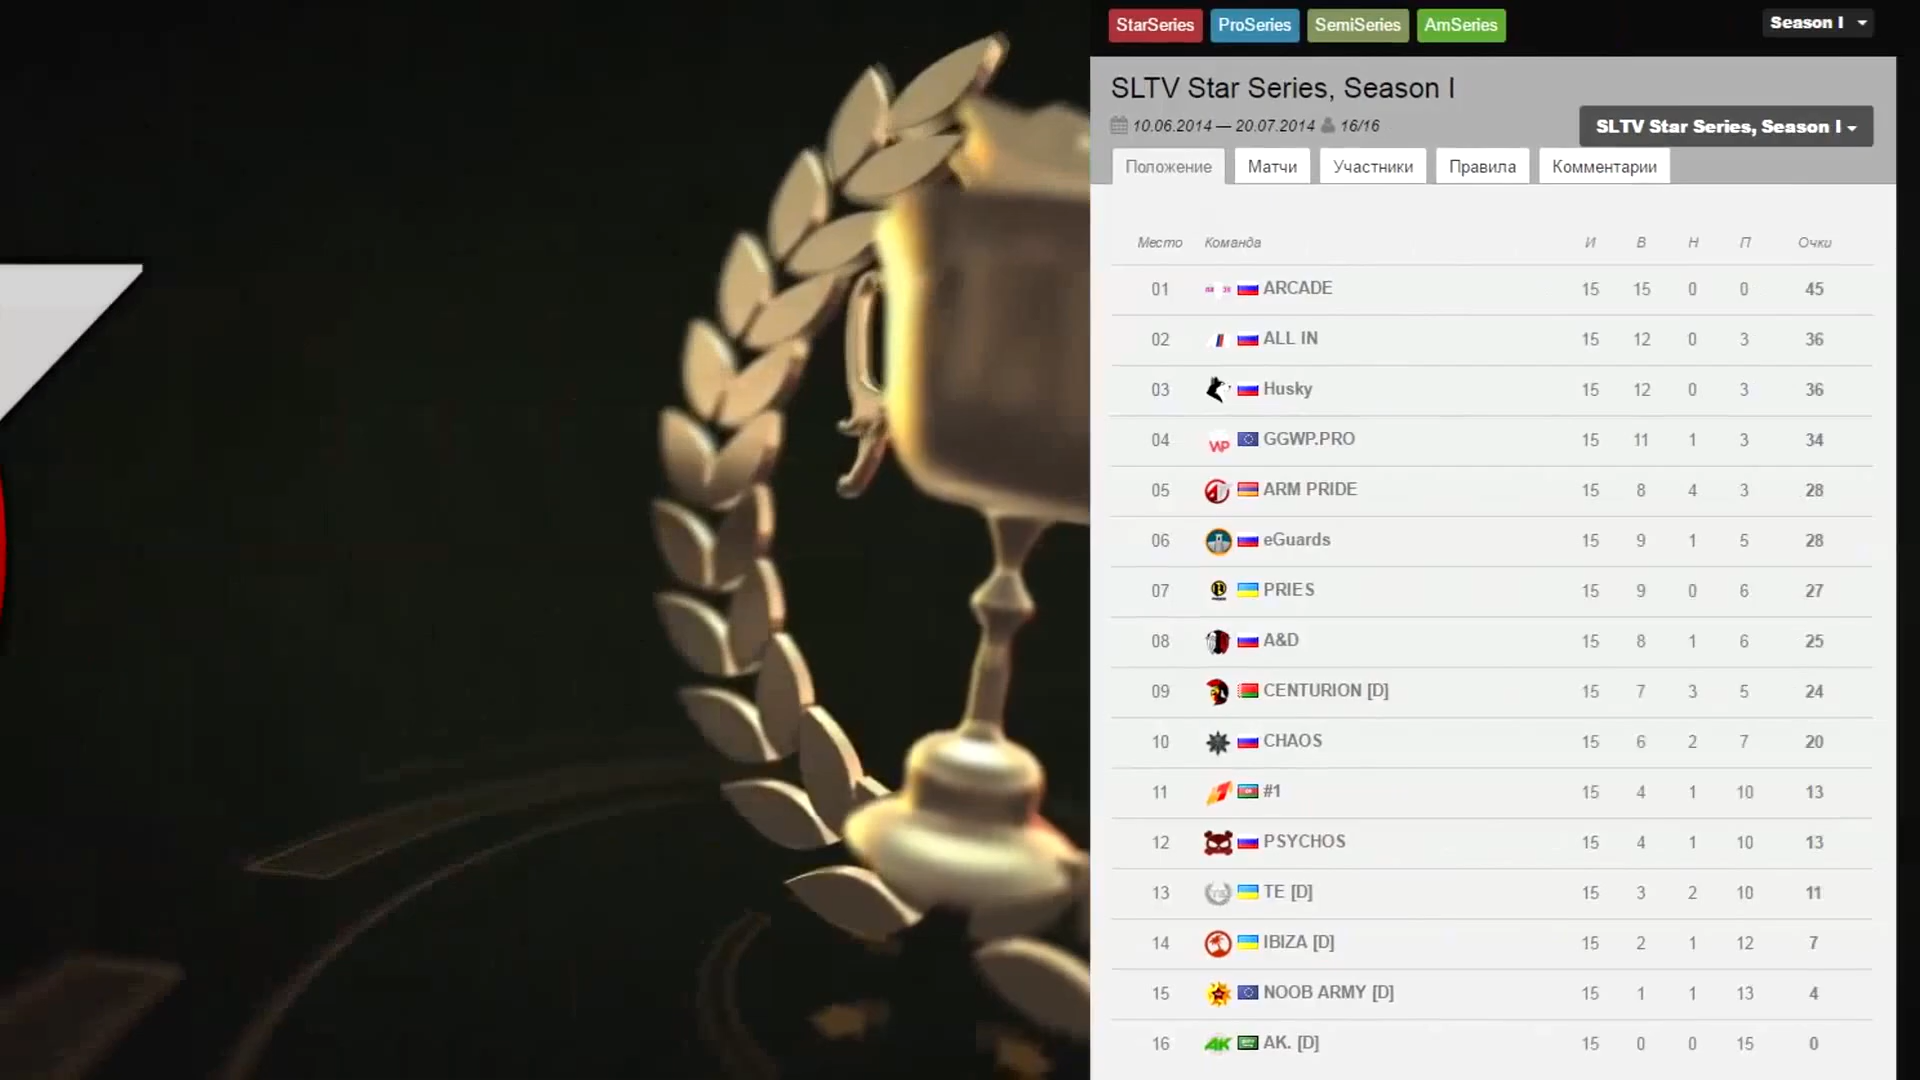 StarSeries ProSeries SemiSeries AmSeries Season I
SLTV Star Series, Season I
10.06.2014 — 20.07.2014 16/16 SLTV Star Series, Season I
Положение Матчи Участники Правила Комментарии
Место Команда И В Н П Очки
01 ARCADE 15 15 0 0 45
02 ALL IN 15 12 0 3 36
03 Husky 15 12 0 3 36
04 WP GGWP.PRO 15 11 1 3 34
05 ARM PRIDE 15 8 4 3 28
06 eGuards 15 9 1 5 28
07 PRIES 15 9 0 6 27
08 A&D 15 8 1 6 25
09 CENTURION [D] 15 7 3 5 24
10 CHAOS 15 6 2 7 20
11 #1 15 4 1 10 13
12 PSYCHOS 15 4 1 10 13
13 TE [D] 15 3 2 10 11
14 IBIZA [D] 15 2 1 12 7
15 NOOB ARMY [D] 15 1 1 13 4
16 AK AK. [D] 15 0 0 15 0